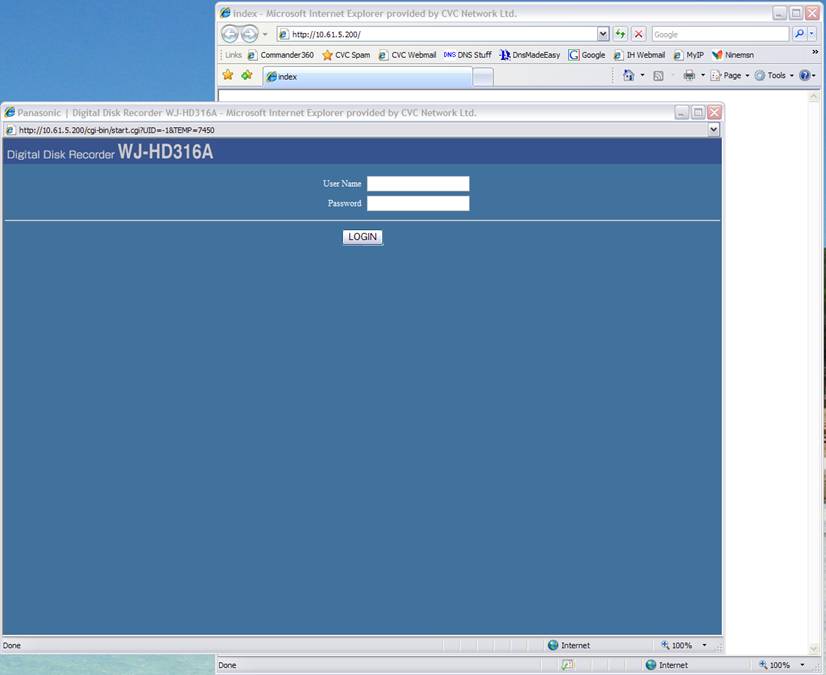 index - Microsoft Internet Explorer provided by CVC Network Ltd.
http://10.61.5.200/
Google
Links Commander360 CVC Spam CVC Webmail DNS DNS Stuff DnsMadeEasy Google IH Webmail MyIP Ninemsn »
index
Page Tools
Panasonic | Digital Disk Recorder WJ-HD316A - Microsoft Internet Explorer provided by CVC Network Ltd.
http://10.61.5.200/cgi-bin/start.cgi?UID=-1&TEMP=7450
Digital Disk Recorder WJ-HD316A
User Name
Password
LOGIN
Done Internet 100%
Done Internet 100%